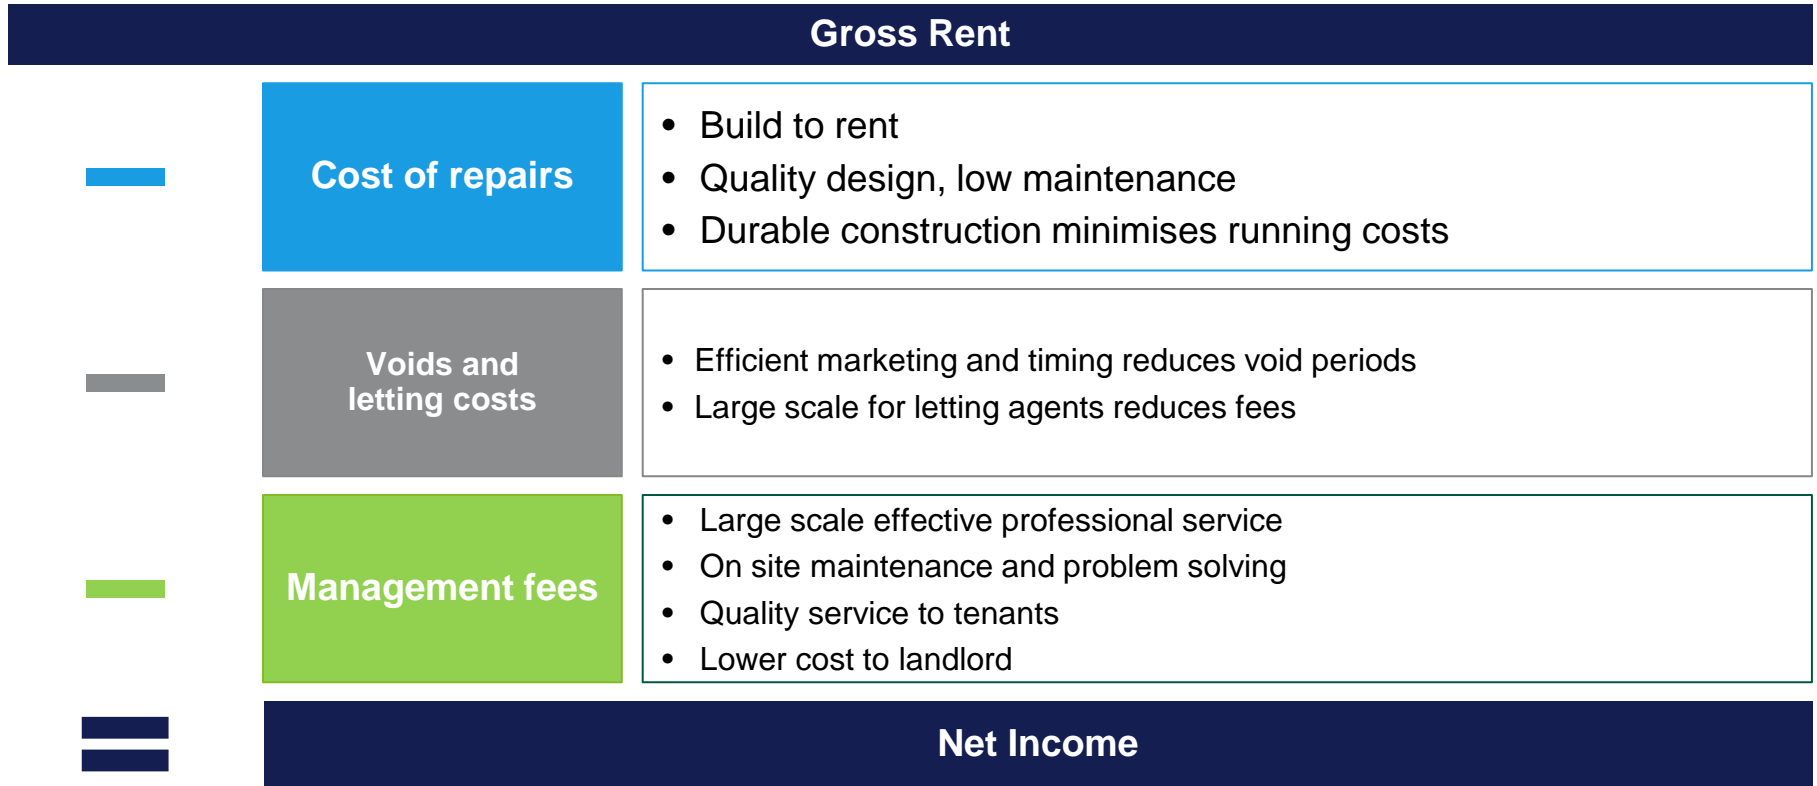 Gross Rent
Cost of repairs
• Build to rent
• Quality design, low maintenance
• Durable construction minimises running costs
Voids and
letting costs
• Efficient marketing and timing reduces void periods
• Large scale for letting agents reduces fees
Management fees
• Large scale effective professional service
• On site maintenance and problem solving
• Quality service to tenants
• Lower cost to landlord
Net Income